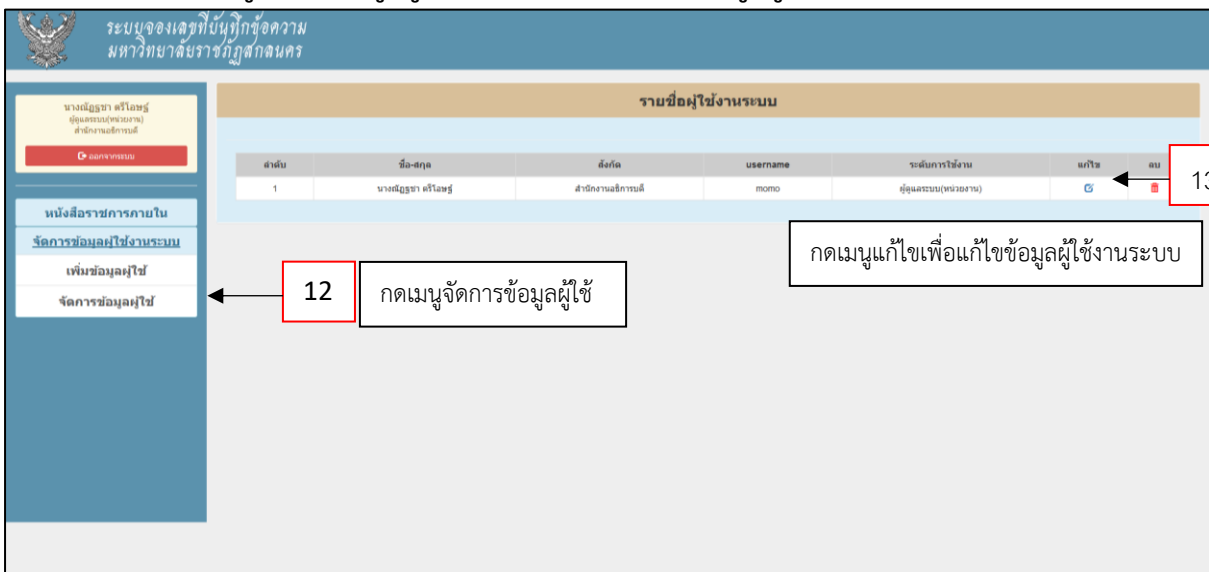 ระบบจองเลขที่บันทึกข้อความ
มหาวิทยาลัยราชภัฏสกลนคร
นางณัฏฐชา ตรีโอษฐ์
ผู้ดูแลระบบ(หน่วยงาน)
สำนักงานอธิการบดี
ออกจากระบบ
หนังสือราชการภายใน
จัดการข้อมูลผู้ใช้งานระบบ
เพิ่มข้อมูลผู้ใช้
จัดการข้อมูลผู้ใช้
รายชื่อผู้ใช้งานระบบ
ลำดับ ชื่อ-สกุล สังกัด username ระดับการใช้งาน แก้ไข ลบ
1 นางณัฏฐชา ตรีโอษฐ์ สำนักงานอธิการบดี momo ผู้ดูแลระบบ(หน่วยงาน)
13
กดเมนูแก้ไขเพื่อแก้ไขข้อมูลผู้ใช้งานระบบ
12 กดเมนูจัดการข้อมูลผู้ใช้